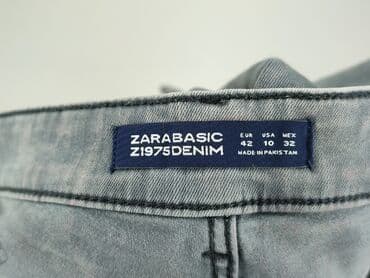 ZARABASIC
Z1975DENIM
EUR USA MEX
42 10 32
MADE IN PAKISTAN